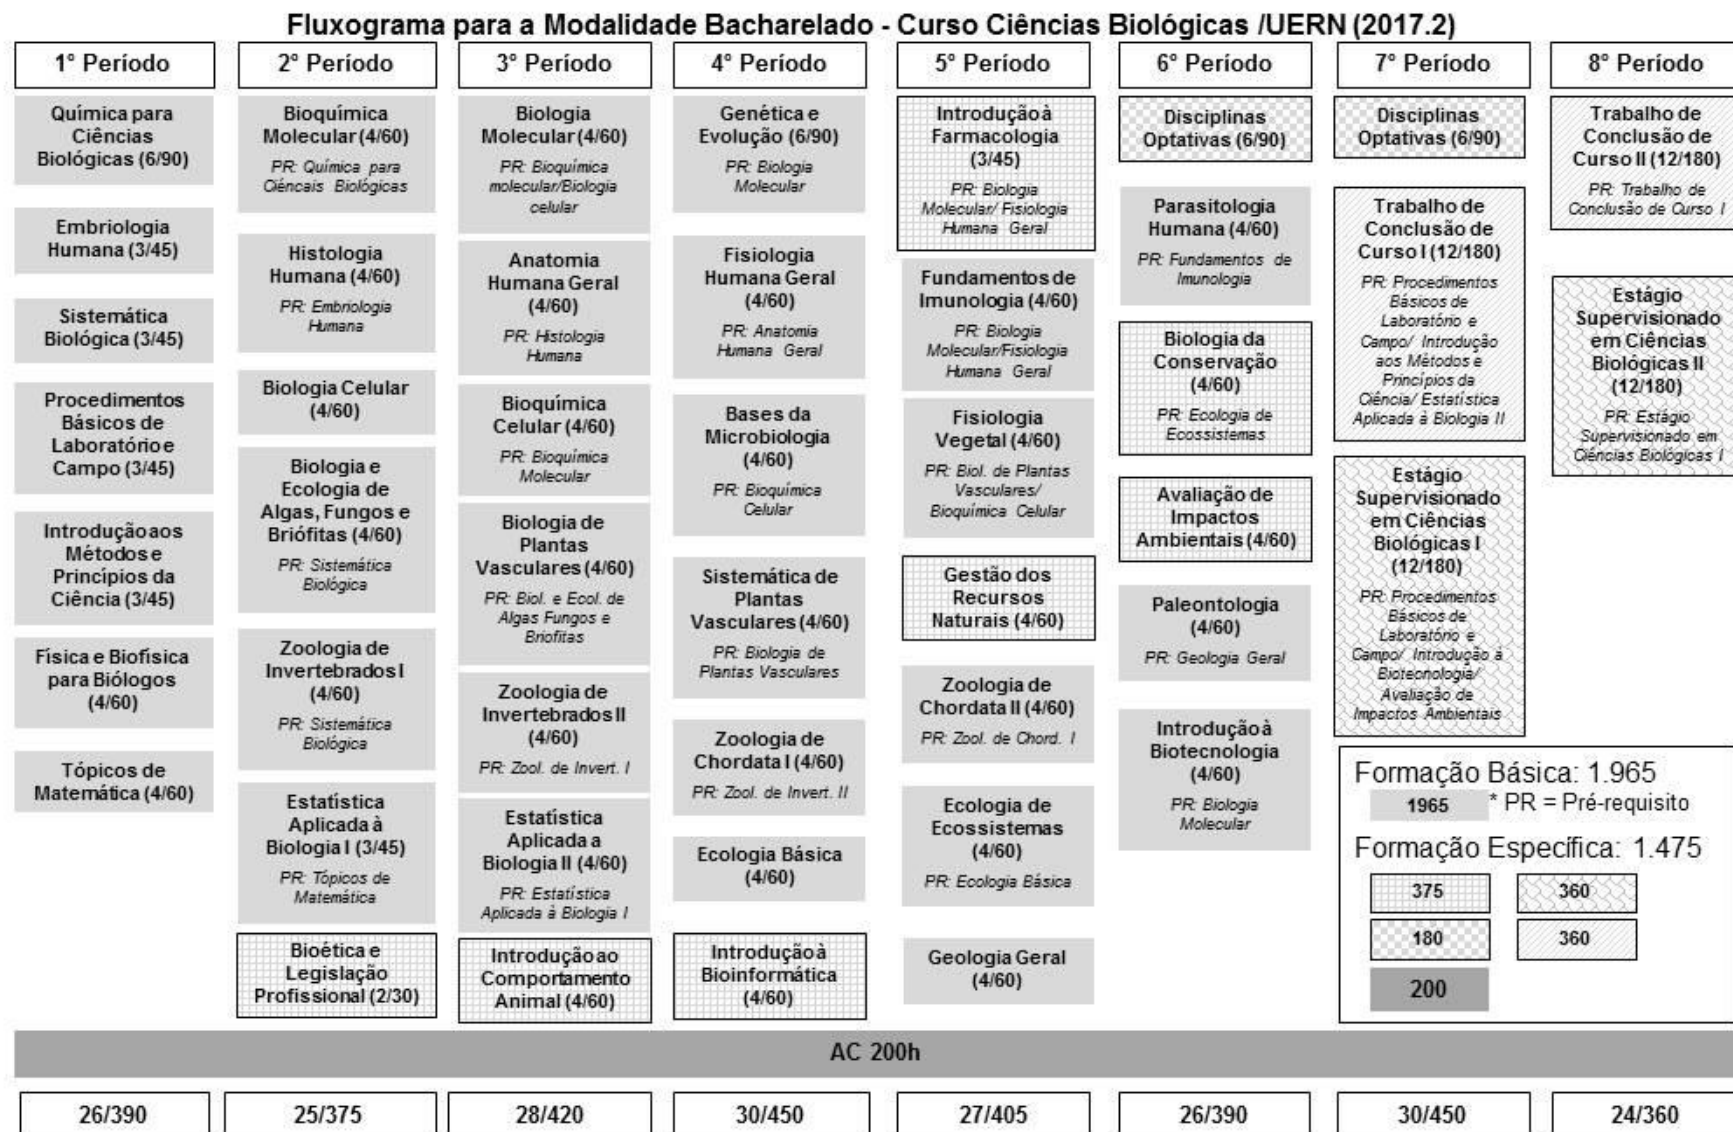 Fluxograma para a Modalidade Bacharelado - Curso Ciências Biológicas /UERN (2017.2)
1° Período
Química para
Ciências
Biológicas (6/90)
Embriologia
Humana (3/45)
Sistemática
Biológica (3/45)
Procedimentos
Básicos de
Laboratório e
Campo (3/45)
Introdução aos
Métodos e
Princípios da
Ciência (3/45)
Física e Biofísica
para Biólogos
(4/60)
Tópicos de
Matemática (4/60)
2° Período
Bioquímica
Molecular (4/60)
PR: Química para
Ciêncais Biológicas
Histologia
Humana (4/60)
PR: Embriologia
Humana
Biologia Celular
(4/60)
Biologia e
Ecologia de
Algas, Fungos e
Briófitas (4/60)
PR: Sistemática
Biológica
Zoologia de
Invertebrados I
(4/60)
PR: Sistemática
Biológica
Estatística
Aplicada à
Biologia I (3/45)
PR: Tópicos de
Matemática
Bioética e
Legislação
Profissional (2/30)
3° Período
Biologia
Molecular (4/60)
PR: Bioquímica
molecular/Biologia
celular
Anatomia
Humana Geral
(4/60)
PR: Histologia
Humana
Bioquímica
Celular (4/60)
PR: Bioquímica
Molecular
Biologia de
Plantas
Vasculares (4/60)
PR: Biol. e Ecol. de
Algas Fungos e
Briofitas
Zoologia de
Invertebrados II
(4/60)
PR: Zool. de Invert. I
Estatística
Aplicada a
Biologia II (4/60)
PR: Estatística
Aplicada à Biologia I
Introdução ao
Comportamento
Animal (4/60)
4° Período
Genética e
Evolução (6/90)
PR: Biologia
Molecular
Fisiologia
Humana Geral
(4/60)
PR: Anatomia
Humana Geral
Bases da
Microbiologia
(4/60)
PR: Bioquímica
Celular
Sistemática de
Plantas
Vasculares (4/60)
PR: Biologia de
Plantas Vasculares
Zoologia de
Chordata I (4/60)
PR: Zool. de Invert. II
Ecologia Básica
(4/60)
Introdução à
Bioinformática
(4/60)
5° Período
Introdução à
Farmacologia
(3/45)
PR: Biologia
Molecular/ Fisiologia
Humana Geral
Fundamentos de
Imunologia (4/60)
PR: Biologia
Molecular/Fisiologia
Humana Geral
Fisiologia
Vegetal (4/60)
PR: Biol. de Plantas
Vasculares/
Bioquímica Celular
Gestão dos
Recursos
Naturais (4/60)
Zoologia de
Chordata II (4/60)
PR: Zool. de Chord. I
Ecologia de
Ecossistemas
(4/60)
PR: Ecologia Básica
Geologia Geral
(4/60)
6° Período
Disciplinas
Optativas (6/90)
Parasitologia
Humana (4/60)
PR: Fundamentos de
Imunologia
Biologia da
Conservação
(4/60)
PR: Ecologia de
Ecossistemas
Avaliação de
Impactos
Ambientais (4/60)
Paleontologia
(4/60)
PR: Geologia Geral
Introdução à
Biotecnologia
(4/60)
PR: Biologia
Molecular
7° Período
Disciplinas
Optativas (6/90)
Trabalho de
Conclusão de
Curso I (12/180)
PR: Procedimentos
Básicos de
Laboratório e
Campo/ Introdução
aos Métodos e
Princípios da
Ciência/ Estatística
Aplicada à Biologia II
Estágio
Supervisionado
em Ciências
Biológicas I
(12/180)
PR: Procedimentos
Básicos de
Laboratório e
Campo/ Introdução à
Biotecnologia/
Avaliação de
Impactos Ambientais
8° Período
Trabalho de
Conclusão de
Curso II (12/180)
PR: Trabalho de
Conclusão de Curso I
Estágio
Supervisionado
em Ciências
Biológicas II
(12/180)
PR: Estágio
Supervisionado em
Ciências Biológicas I
Formação Básica: 1.965
1965 * PR = Pré-requisito
Formação Específica: 1.475
375 360
180 360
200
AC 200h
26/390 25/375 28/420 30/450 27/405 26/390 30/450 24/360